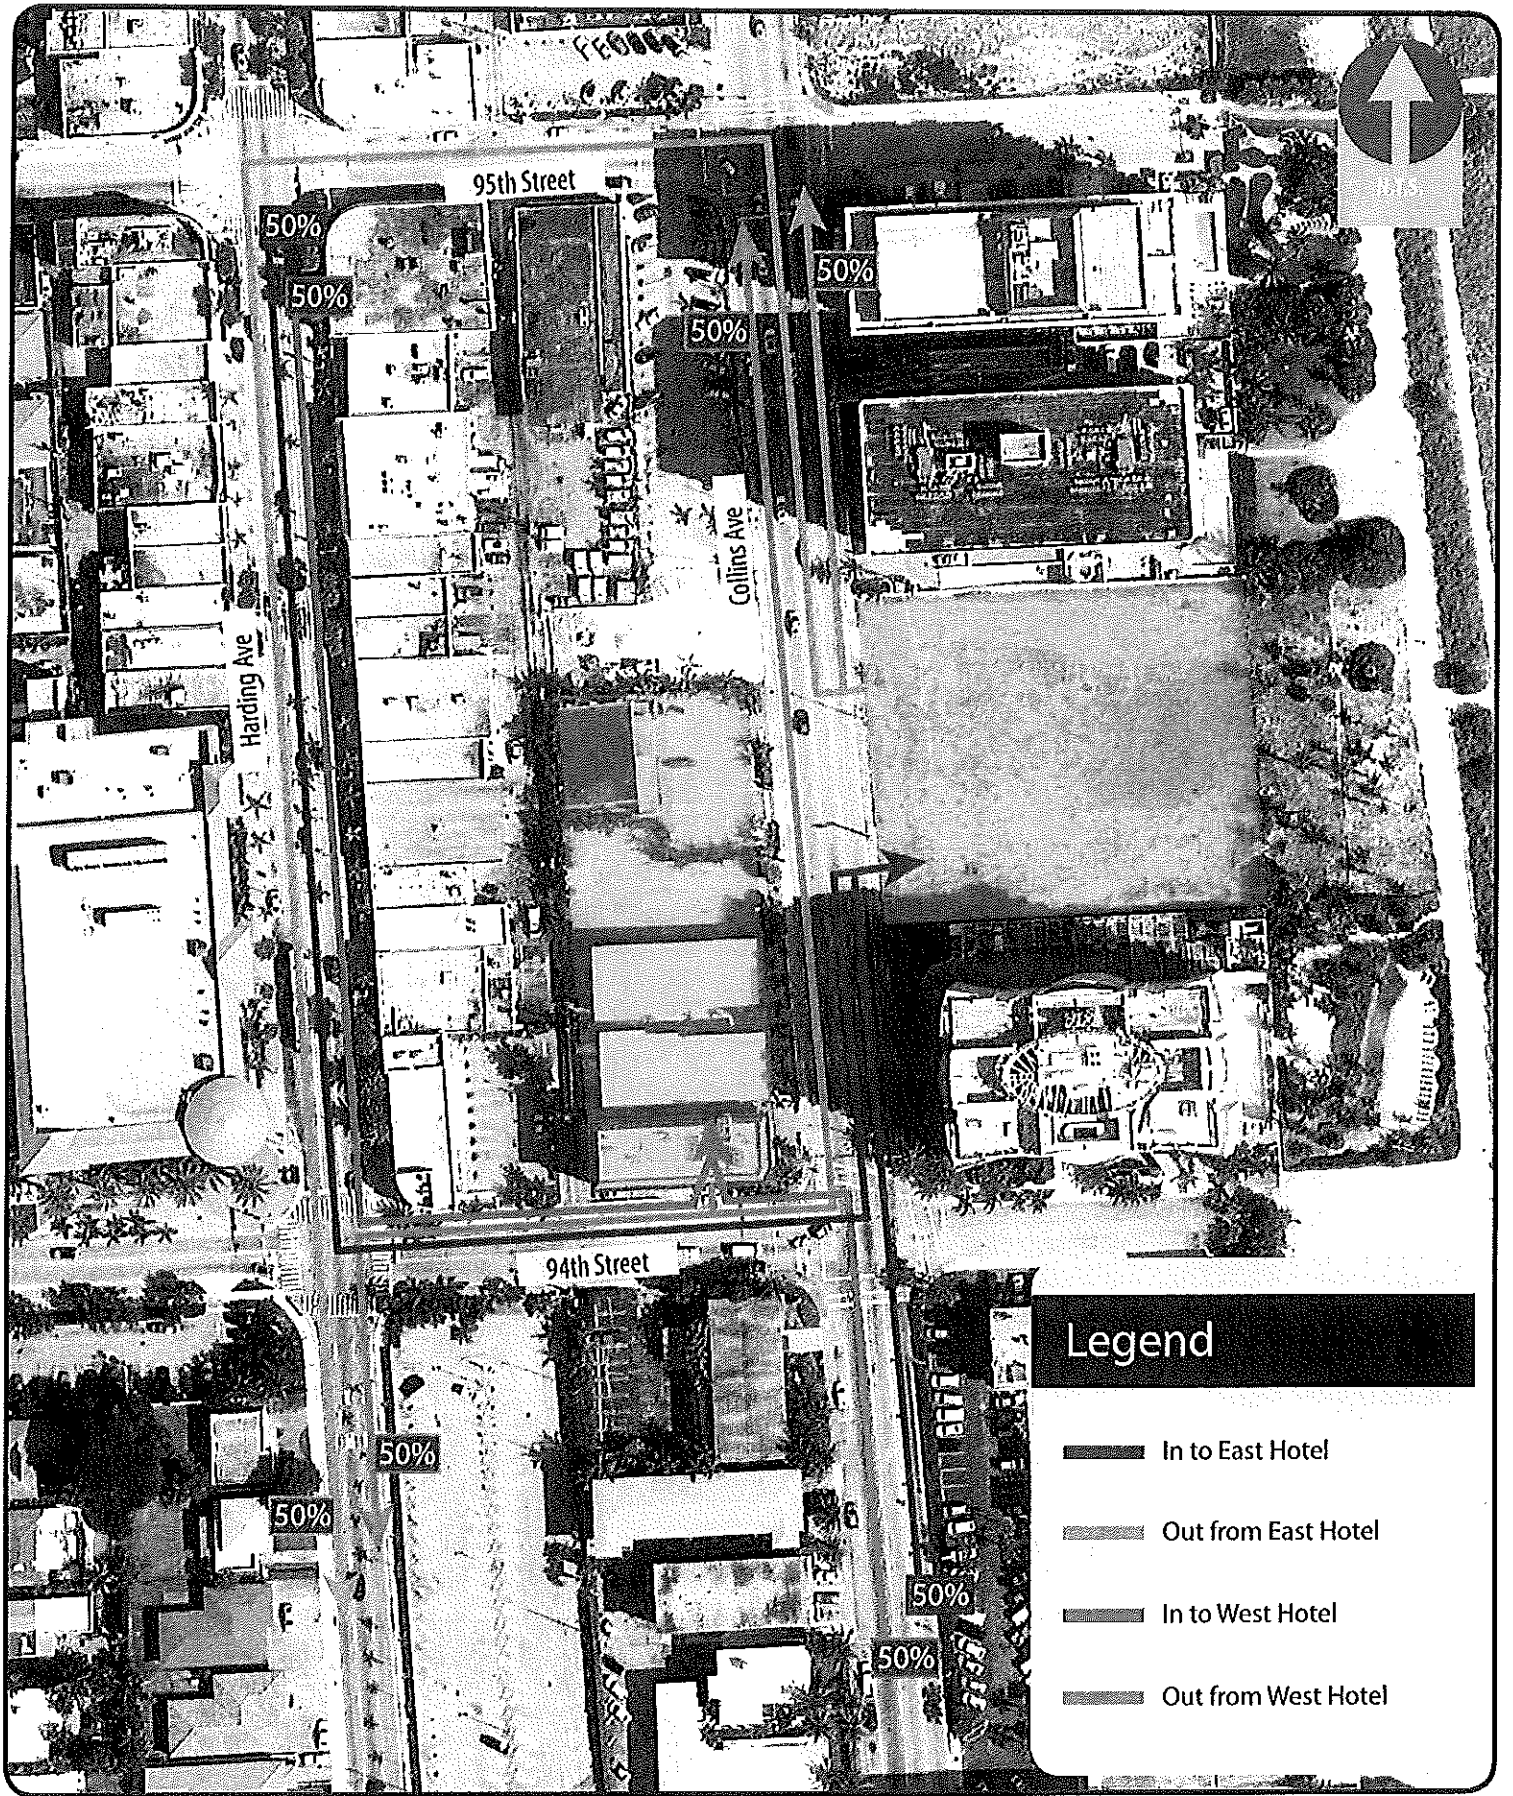 95th Street
50%
50%
50%
50%
Collins Ave
Harding Ave
94th Street
Legend
50%
In to East Hotel
50%
Out from East Hotel
50%
In to West Hotel
50%
Out from West Hotel